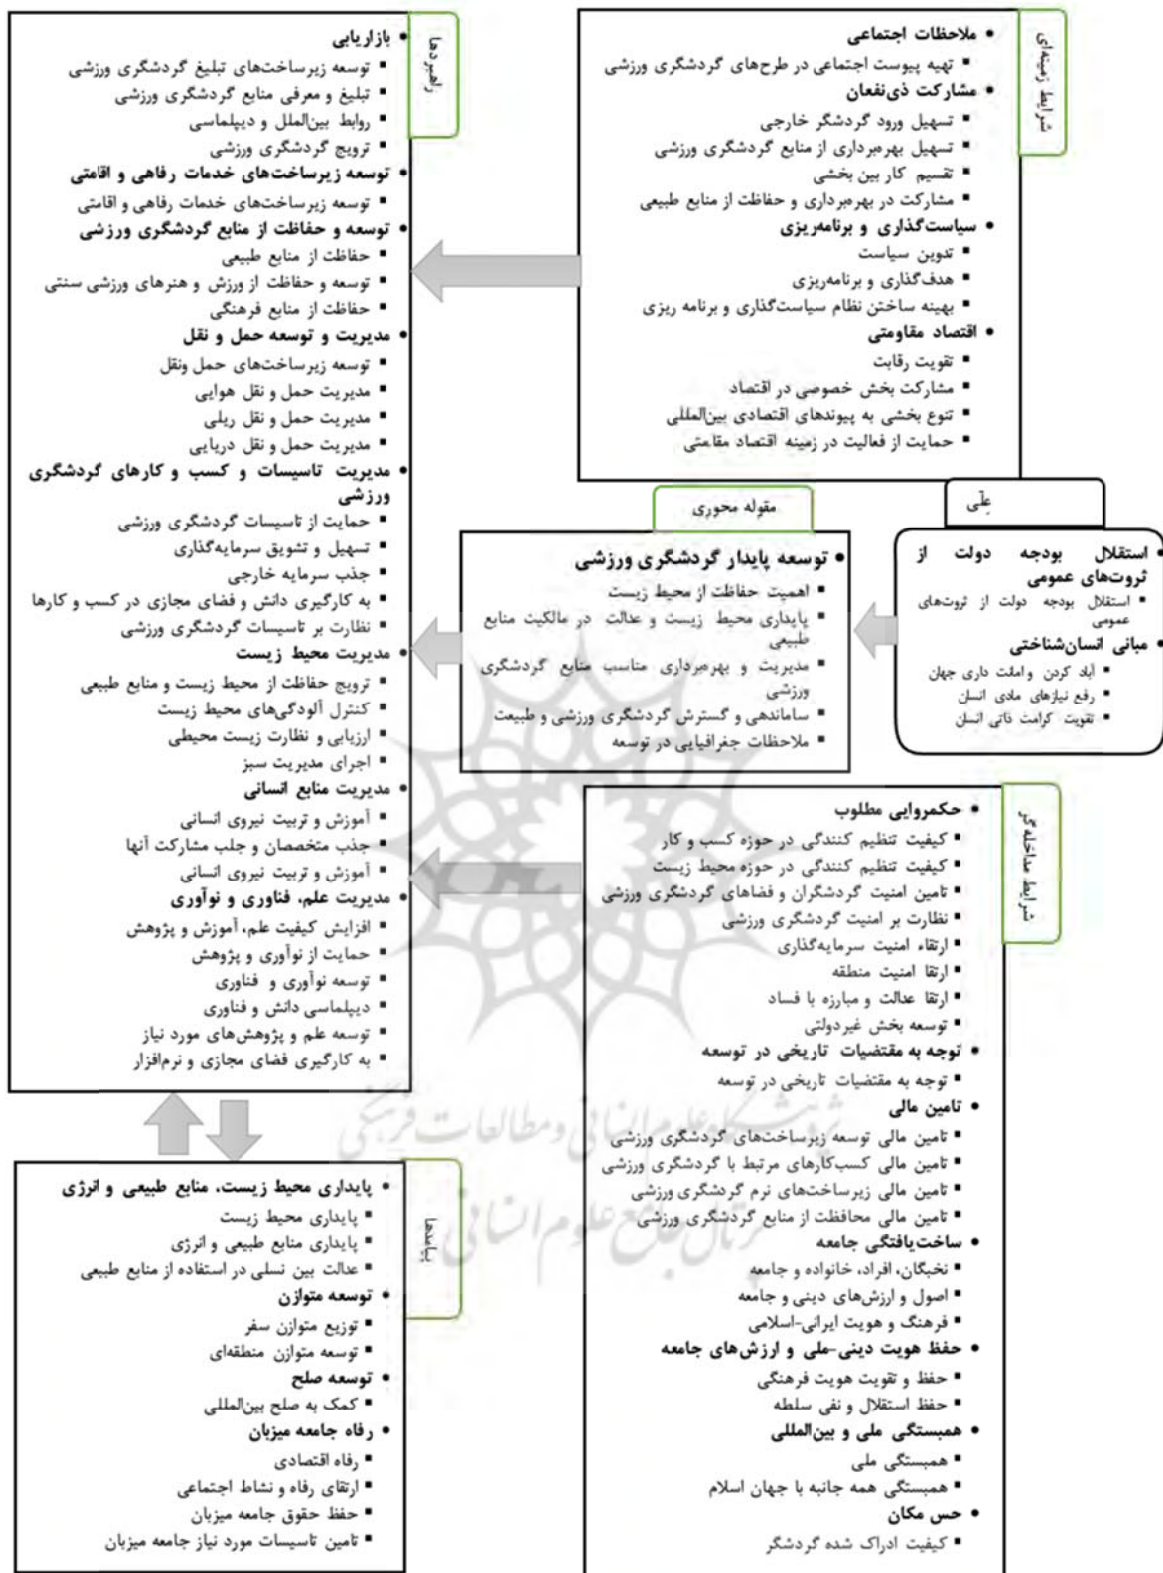 شرایط زمینه‌ای
• ملاحظات اجتماعی
▪ تهیه پیوست اجتماعی در طرح‌های گردشگری ورزشی
• مشارکت ذی‌نفعان
▪ تسهیل ورود گردشگر خارجی
▪ تسهیل بهره‌برداری از منابع گردشگری ورزشی
▪ تقسیم کار بین بخشی
▪ مشارکت در بهره‌برداری و حفاظت از منابع طبیعی
• سیاست‌گذاری و برنامه‌ریزی
▪ تدوین سیاست
▪ هدف‌گذاری و برنامه‌ریزی
▪ بهینه ساختن نظام سیاست‌گذاری و برنامه ریزی
• اقتصاد مقاومتی
▪ تقویت رقابت
▪ مشارکت بخش خصوصی در اقتصاد
▪ تنوع بخشی به پیوندهای اقتصادی بین‌المللی
▪ حمایت از فعالیت در زمینه اقتصاد مقامتی
علّی
• استقلال بودجه دولت از
ثروت‌های عمومی
▪ استقلال بودجه دولت از ثروت‌های
عمومی
• مبانی انسان‌شناختی
▪ آباد کردن و امانت داری جهان
▪ رفع نیازهای مادی انسان
▪ تقویت کرامت ذاتی انسان
مقوله محوری
• توسعه پایدار گردشگری ورزشی
▪ اهمیت حفاظت از محیط زیست
▪ پایداری محیط زیست و عدالت در مالکیت منابع
طبیعی
▪ مدیریت و بهره‌برداری مناسب منابع گردشگری
ورزشی
▪ ساماندهی و گسترش گردشگری ورزشی و طبیعت
▪ ملاحظات جغرافیایی در توسعه
شرایط مداخله‌گر
• حکمروایی مطلوب
▪ کیفیت تنظیم کنندگی در حوزه کسب و کار
▪ کیفیت تنظیم کنندگی در حوزه محیط زیست
▪ تامین امنیت گردشگران و فضاهای گردشگری ورزشی
▪ نظارت بر امنیت گردشگری ورزشی
▪ ارتقاء امنیت سرمایه‌گذاری
▪ ارتقا امنیت منطقه
▪ ارتقا عدالت و مبارزه با فساد
▪ توسعه بخش غیردولتی
• توجه به مقتضیات تاریخی در توسعه
▪ توجه به مقتضیات تاریخی در توسعه
• تامین مالی
▪ تامین مالی توسعه زیرساخت‌های گردشگری ورزشی
▪ تامین مالی کسب‌کارهای مرتبط با گردشگری ورزشی
▪ تامین مالی زیرساخت‌های نرم گردشگری ورزشی
▪ تامین مالی محافظت از منابع گردشگری ورزشی
• ساخت‌یافتگی جامعه
▪ نخبگان، افراد، خانواده و جامعه
▪ اصول و ارزش‌های دینی و جامعه
▪ فرهنگ و هویت ایرانی-اسلامی
• حفظ هویت دینی-ملی و ارزش‌های جامعه
▪ حفظ و تقویت هویت فرهنگی
▪ حفظ استقلال و نفی سلطه
• همبستگی ملی و بین‌المللی
▪ همبستگی ملی
▪ همبستگی همه جانبه با جهان اسلام
• حس مکان
▪ کیفیت ادراک شده گردشگر
راهبردها
• بازاریابی
▪ توسعه زیرساخت‌های تبلیغ گردشگری ورزشی
▪ تبلیغ و معرفی منابع گردشگری ورزشی
▪ روابط بین‌الملل و دیپلماسی
▪ ترویج گردشگری ورزشی
• توسعه زیرساخت‌های خدمات رفاهی و اقامتی
▪ توسعه زیرساخت‌های خدمات رفاهی و اقامتی
• توسعه و حفاظت از منابع گردشگری ورزشی
▪ حفاظت از منابع طبیعی
▪ توسعه و حفاظت از ورزش و هنرهای ورزشی سنتی
▪ حفاظت از منابع فرهنگی
• مدیریت و توسعه حمل و نقل
▪ توسعه زیرساخت‌های حمل ونقل
▪ مدیریت حمل و نقل هوایی
▪ مدیریت حمل و نقل ریلی
▪ مدیریت حمل و نقل دریایی
• مدیریت تاسیسات و کسب و کارهای گردشگری
ورزشی
▪ حمایت از تاسیسات گردشگری ورزشی
▪ تسهیل و تشویق سرمایه‌گذاری
▪ جذب سرمایه خارجی
▪ به کارگیری دانش و فضای مجازی در کسب و کارها
▪ نظارت بر تاسیسات گردشگری ورزشی
• مدیریت محیط زیست
▪ ترویج حفاظت از محیط زیست و منابع طبیعی
▪ کنترل آلودگی‌های محیط زیست
▪ ارزیابی و نظارت زیست محیطی
▪ اجرای مدیریت سبز
• مدیریت منابع انسانی
▪ آموزش و تربیت نیروی انسانی
▪ جذب متخصصان و جلب مشارکت آنها
▪ آموزش و تربیت نیروی انسانی
• مدیریت علم، فناوری و نوآوری
▪ افزایش کیفیت علم، آموزش و پژوهش
▪ حمایت از نوآوری و پژوهش
▪ توسعه نوآوری و فناوری
▪ دیپلماسی دانش و فناوری
▪ توسعه علم و پژوهش‌های مورد نیاز
▪ به کارگیری فضای مجازی و نرم‌افزار
پیامدها
• پایداری محیط زیست، منابع طبیعی و انرژی
▪ پایداری محیط زیست
▪ پایداری منابع طبیعی و انرژی
▪ عدالت بین نسلی در استفاده از منابع طبیعی
• توسعه متوازن
▪ توزیع متوازن سفر
▪ توسعه متوازن منطقه‌ای
• توسعه صلح
▪ کمک به صلح بین‌المللی
• رفاه جامعه میزبان
▪ رفاه اقتصادی
▪ ارتقای رفاه و نشاط اجتماعی
▪ حفظ حقوق جامعه میزبان
▪ تامین تاسیسات مورد نیاز جامعه میزبان
پژوهشگاه علوم انسانی و مطالعات فرهنگی
پرتال جامع علوم انسانی